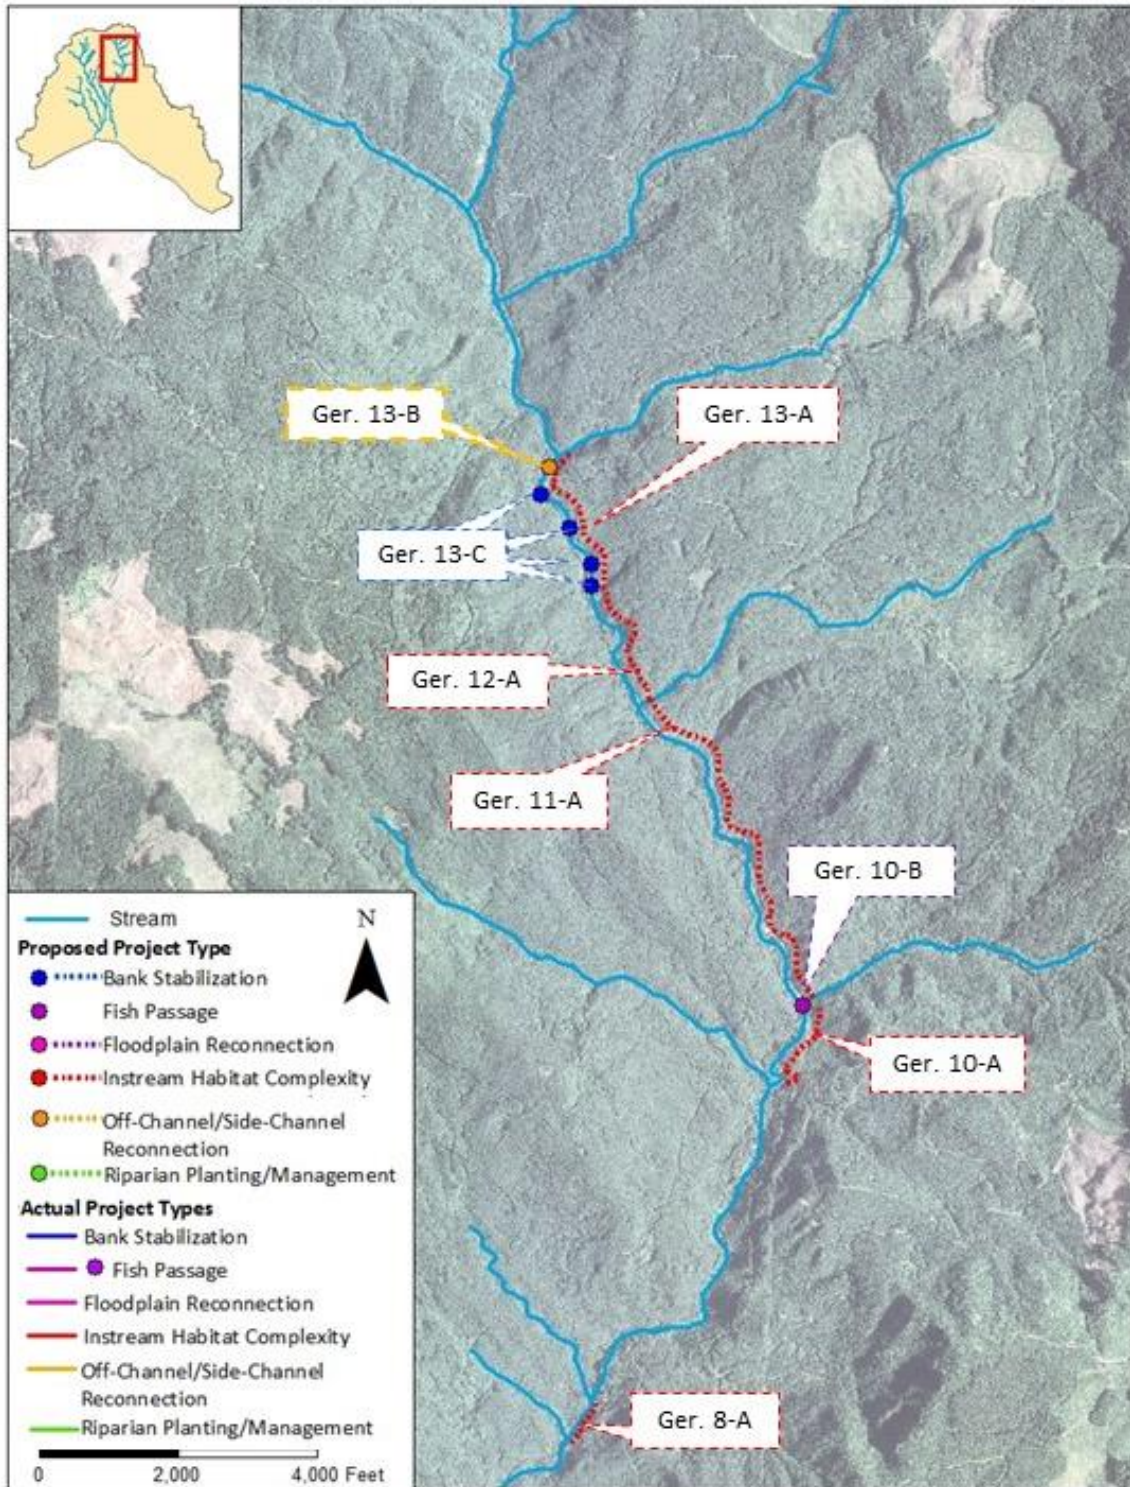 Ger. 13-B
Ger. 13-A
Ger. 13-C
Ger. 12-A
Ger. 11-A
Ger. 10-B
Ger. 10-A
Ger. 8-A
Stream
N
Proposed Project Type
Bank Stabilization
Fish Passage
Floodplain Reconnection
Instream Habitat Complexity
Off-Channel/Side-Channel
Reconnection
Riparian Planting/Management
Actual Project Types
Bank Stabilization
Fish Passage
Floodplain Reconnection
Instream Habitat Complexity
Off-Channel/Side-Channel
Reconnection
Riparian Planting/Management
0 2,000 4,000 Feet